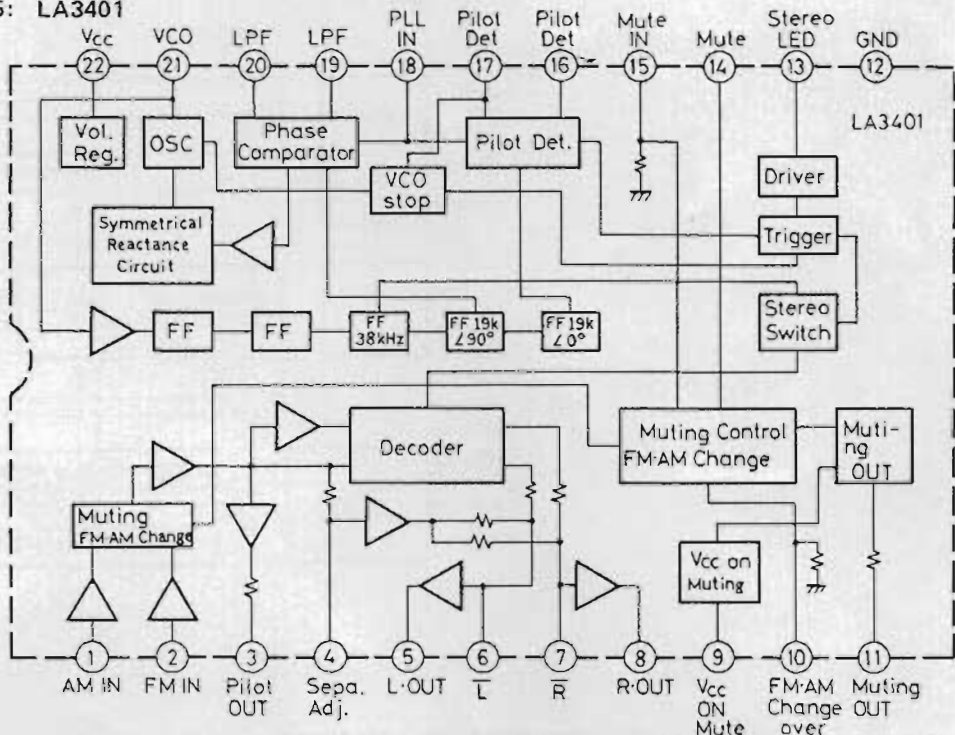 5: LA3401
Vcc VCO LPF LPF PLL IN Pilot Det Pilot Det Mute IN Mute Stereo LED GND
22 21 20 19 18 17 16 15 14 13 12
LA3401
Vol. Reg.
OSC
Phase Comparator
Pilot Det.
VCO stop
Driver
Symmetrical Reactance Circuit
Trigger
Stereo Switch
FF
FF
FF 38kHz
FF 19k ∠90°
FF 19k ∠0°
Decoder
Muting Control FM·AM Change
Muti-ng OUT
Muting FM·AM Change
Vcc on Muting
1 2 3 4 5 6 7 8 9 10 11
AM IN FM IN Pilot OUT Sepa. Adj. L·OUT L̅ R̅ R·OUT Vcc ON Mute FM·AM Change over Muting OUT